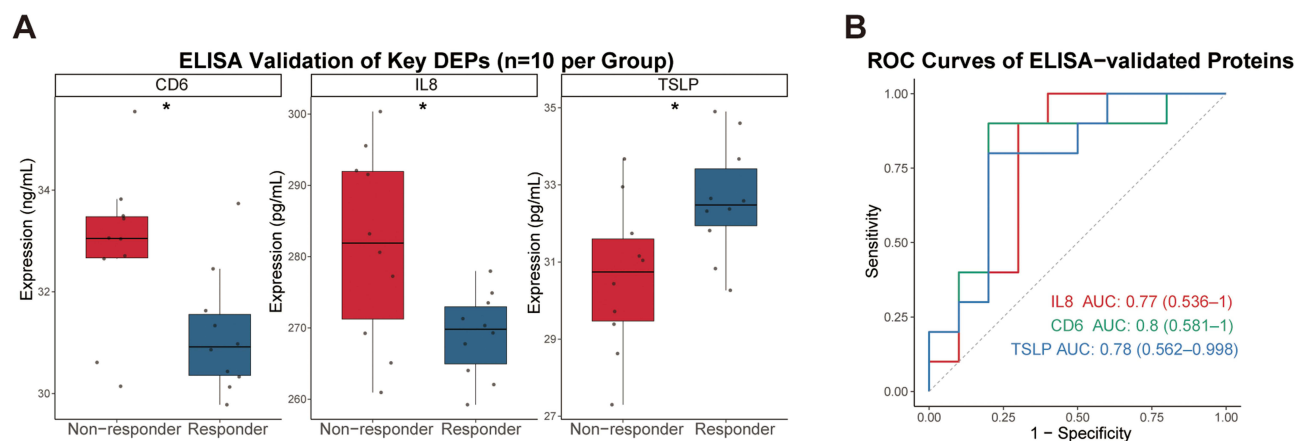 A
ELISA Validation of Key DEPs (n=10 per Group)
CD6
IL8
TSLP
*
*
*
Expression (ng/mL)
34
32
30
Non-responder
Responder
Expression (pg/mL)
300
290
280
270
260
Non-responder
Responder
Expression (pg/mL)
35
33
31
29
27
Non-responder
Responder
B
ROC Curves of ELISA-validated Proteins
Sensitivity
1.00
0.75
0.50
0.25
0.00
IL8 AUC: 0.77 (0.536–1)
CD6 AUC: 0.8 (0.581–1)
TSLP AUC: 0.78 (0.562–0.998)
0.00
0.25
0.50
0.75
1.00
1 − Specificity